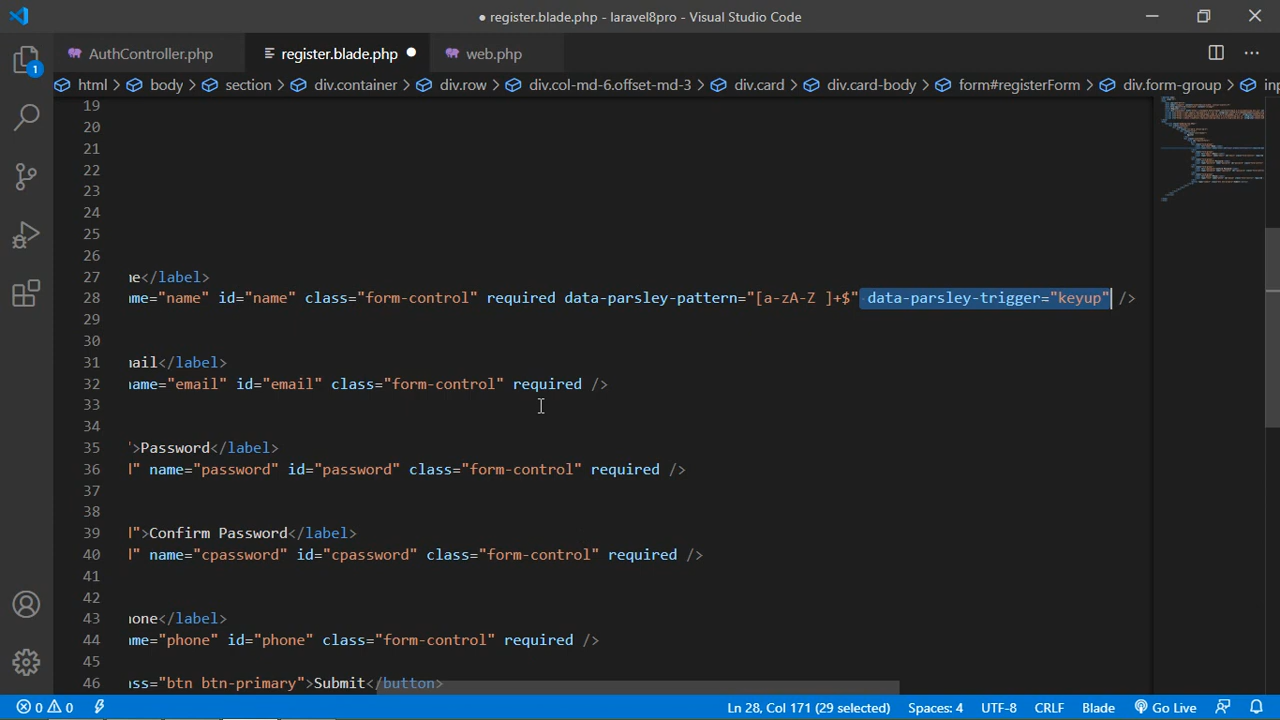 ● register.blade.php - laravel8pro - Visual Studio Code
AuthController.php register.blade.php ● web.php
html > body > section > div.container > div.row > div.col-md-6.offset-md-3 > div.card > div.card-body > form#registerForm > div.form-group > inp
19
20
21
22
23
24
25
26
27 me</label>
28 me="name" id="name" class="form-control" required data-parsley-pattern="[a-zA-Z ]+$" data-parsley-trigger="keyup" />
29
30
31 mail</label>
32 name="email" id="email" class="form-control" required />
33
34
35 ">Password</label>
36 d" name="password" id="password" class="form-control" required />
37
38
39 d">Confirm Password</label>
40 d" name="cpassword" id="cpassword" class="form-control" required />
41
42
43 hone</label>
44 me="phone" id="phone" class="form-control" required />
45
46 ass="btn btn-primary">Submit</button>
1
0 0 Ln 28, Col 171 (29 selected) Spaces: 4 UTF-8 CRLF Blade Go Live